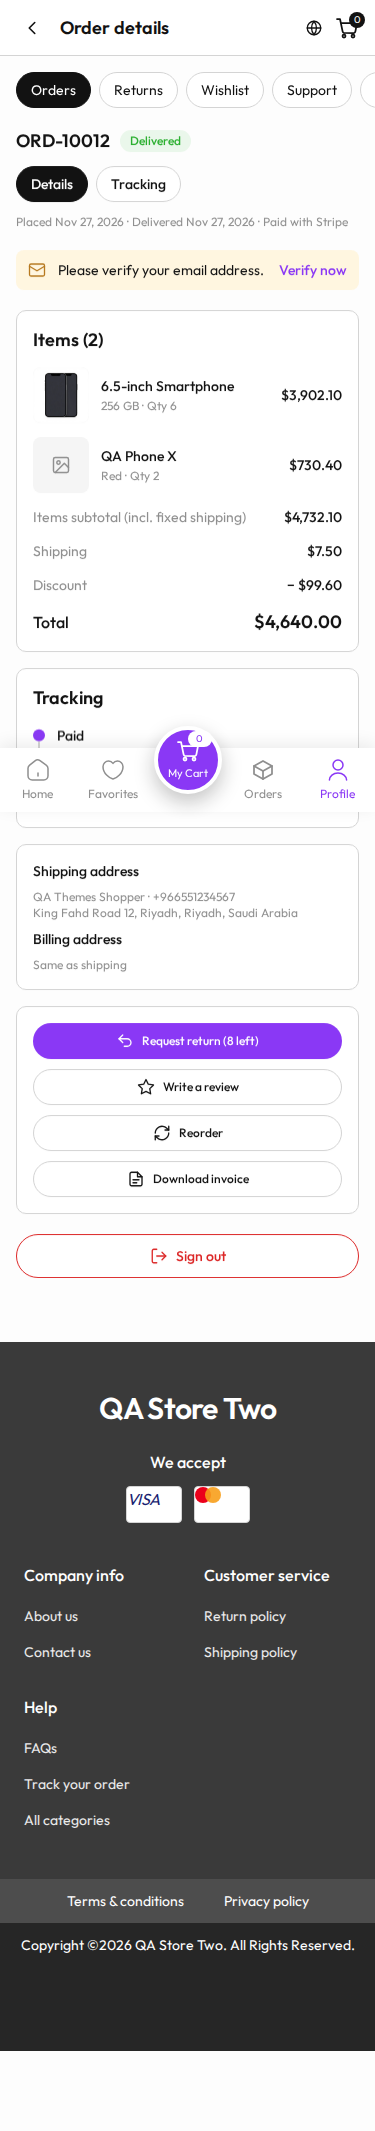 Order details
0
Orders
Returns
Wishlist
Support
ORD-10012
Delivered
Details
Tracking
Placed Nov 27, 2026 · Delivered Nov 27, 2026 · Paid with Stripe
Please verify your email address.
Verify now
Items (2)
6.5-inch Smartphone
256 GB · Qty 6
$3,902.10
QA Phone X
Red · Qty 2
$730.40
Items subtotal (incl. fixed shipping)
$4,732.10
Shipping
$7.50
Discount
− $99.60
Total
$4,640.00
Tracking
Paid
Home
Favorites
0
My Cart
Orders
Profile
Shipping address
QA Themes Shopper · +966551234567
King Fahd Road 12, Riyadh, Riyadh, Saudi Arabia
Billing address
Same as shipping
Request return (8 left)
Write a review
Reorder
Download invoice
Sign out
QA Store Two
We accept
VISA
Company info
Customer service
About us
Return policy
Contact us
Shipping policy
Help
FAQs
Track your order
All categories
Terms & conditions
Privacy policy
Copyright ©2026 QA Store Two. All Rights Reserved.